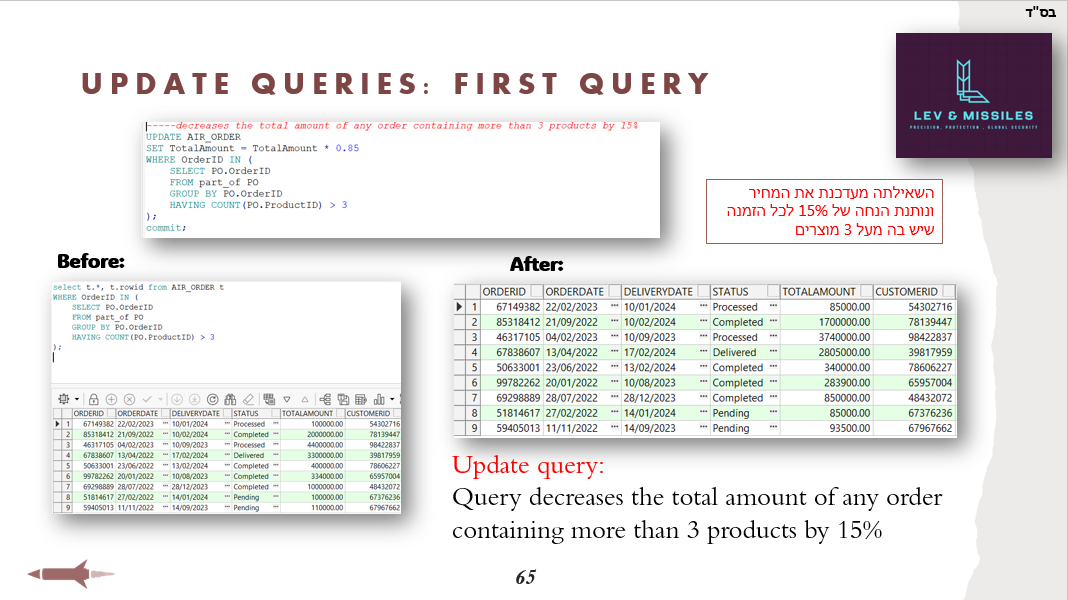 בס"ד
UPDATE QUERIES: FIRST QUERY
LEV & MISSILES
PRECISION, PROTECTION , GLOBAL SECURITY
-----decreases the total amount of any order containing more than 3 products by 15%
UPDATE AIR_ORDER
SET TotalAmount = TotalAmount * 0.85
WHERE OrderID IN (
SELECT PO.OrderID
FROM part_of PO
GROUP BY PO.OrderID
HAVING COUNT(PO.ProductID) > 3
);
commit;
השאילתה מעדכנת את המחיר
ונותנת הנחה של 15% לכל הזמנה
שיש בה מעל 3 מוצרים
Before:
select t.*, t.rowid from AIR_ORDER t
WHERE OrderID IN (
SELECT PO.OrderID
FROM part_of PO
GROUP BY PO.OrderID
HAVING COUNT(PO.ProductID) > 3
);
ORDERID ORDERDATE DELIVERYDATE STATUS TOTALAMOUNT CUSTOMERID
1 67149382 22/02/2023 ··· 10/01/2024 ··· Processed ··· 100000.00 54302716
2 85318412 21/09/2022 ··· 10/02/2024 ··· Completed ··· 2000000.00 78139447
3 46317105 04/02/2023 ··· 10/09/2023 ··· Processed ··· 4400000.00 98422837
4 67838607 13/04/2022 ··· 17/02/2024 ··· Delivered ··· 3300000.00 39817959
5 50633001 23/06/2022 ··· 13/02/2024 ··· Completed ··· 400000.00 78606227
6 99782262 20/01/2022 ··· 10/08/2023 ··· Completed ··· 334000.00 65957004
7 69298889 28/07/2022 ··· 28/12/2023 ··· Completed ··· 1000000.00 48432072
8 51814617 27/02/2022 ··· 14/01/2024 ··· Pending ··· 100000.00 67376236
9 59405013 11/11/2022 ··· 14/09/2023 ··· Pending ··· 110000.00 67967662
After:
ORDERID ORDERDATE DELIVERYDATE STATUS TOTALAMOUNT CUSTOMERID
1 67149382 22/02/2023 ··· 10/01/2024 ··· Processed ··· 85000.00 54302716
2 85318412 21/09/2022 ··· 10/02/2024 ··· Completed ··· 1700000.00 78139447
3 46317105 04/02/2023 ··· 10/09/2023 ··· Processed ··· 3740000.00 98422837
4 67838607 13/04/2022 ··· 17/02/2024 ··· Delivered ··· 2805000.00 39817959
5 50633001 23/06/2022 ··· 13/02/2024 ··· Completed ··· 340000.00 78606227
6 99782262 20/01/2022 ··· 10/08/2023 ··· Completed ··· 283900.00 65957004
7 69298889 28/07/2022 ··· 28/12/2023 ··· Completed ··· 850000.00 48432072
8 51814617 27/02/2022 ··· 14/01/2024 ··· Pending ··· 85000.00 67376236
9 59405013 11/11/2022 ··· 14/09/2023 ··· Pending ··· 93500.00 67967662
Update query:
Query decreases the total amount of any order
containing more than 3 products by 15%
65